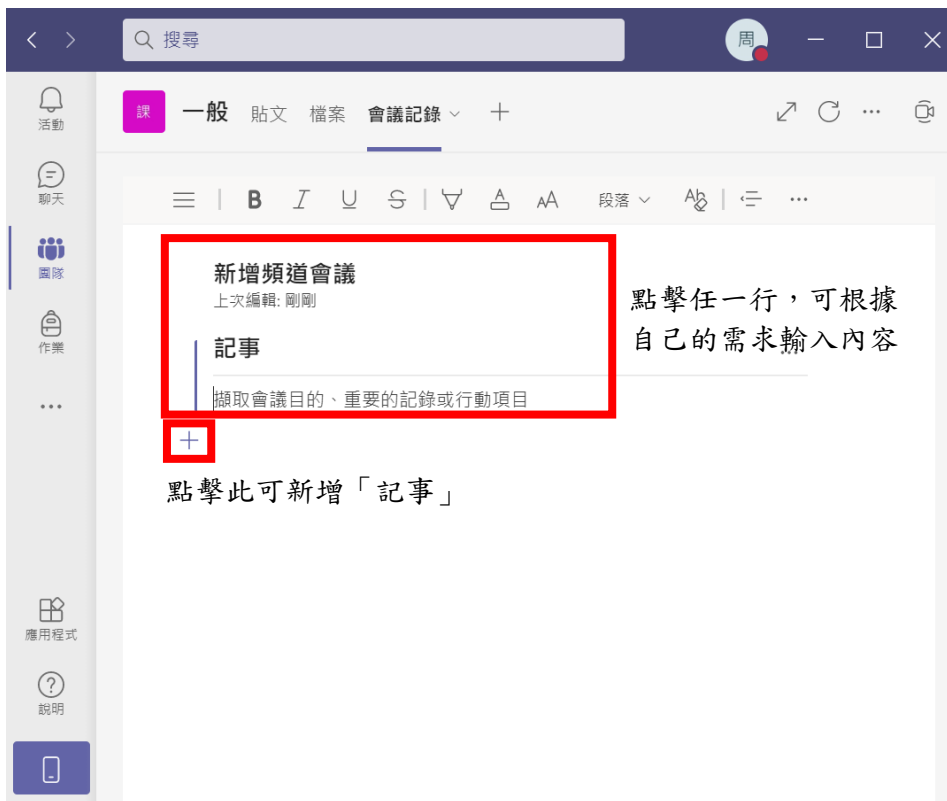 搜尋
周
活動
聊天
團隊
作業
應用程式
說明
課 一般 貼文 檔案 會議記錄
B I U S A AA 段落 Ab
新增頻道會議
上次編輯: 剛剛
記事
擷取會議目的、重要的記錄或行動項目
點擊任一行，可根據
自己的需求輸入內容
點擊此可新增「記事」